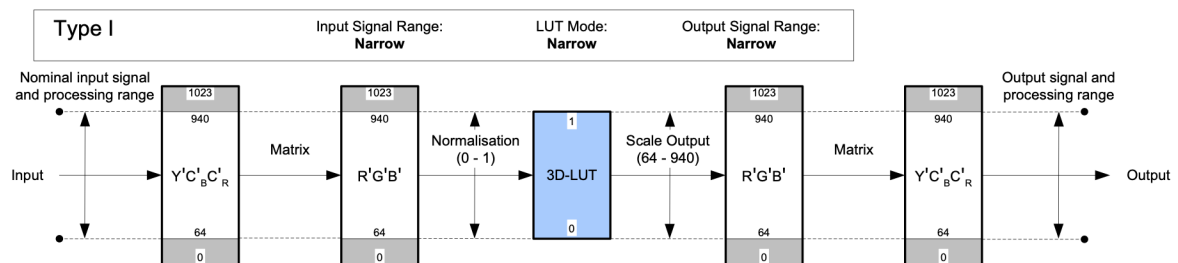 Type I
Input Signal Range:
Narrow
LUT Mode:
Narrow
Output Signal Range:
Narrow
Nominal input signal
and processing range
Output signal and
processing range
1023
940
1023
940
1
1023
940
1023
940
Matrix
Normalisation
(0 - 1)
Scale Output
(64 - 940)
Matrix
Input
Y'C'BC'R
R'G'B'
3D-LUT
R'G'B'
Y'C'BC'R
Output
64
0
64
0
0
64
0
64
0